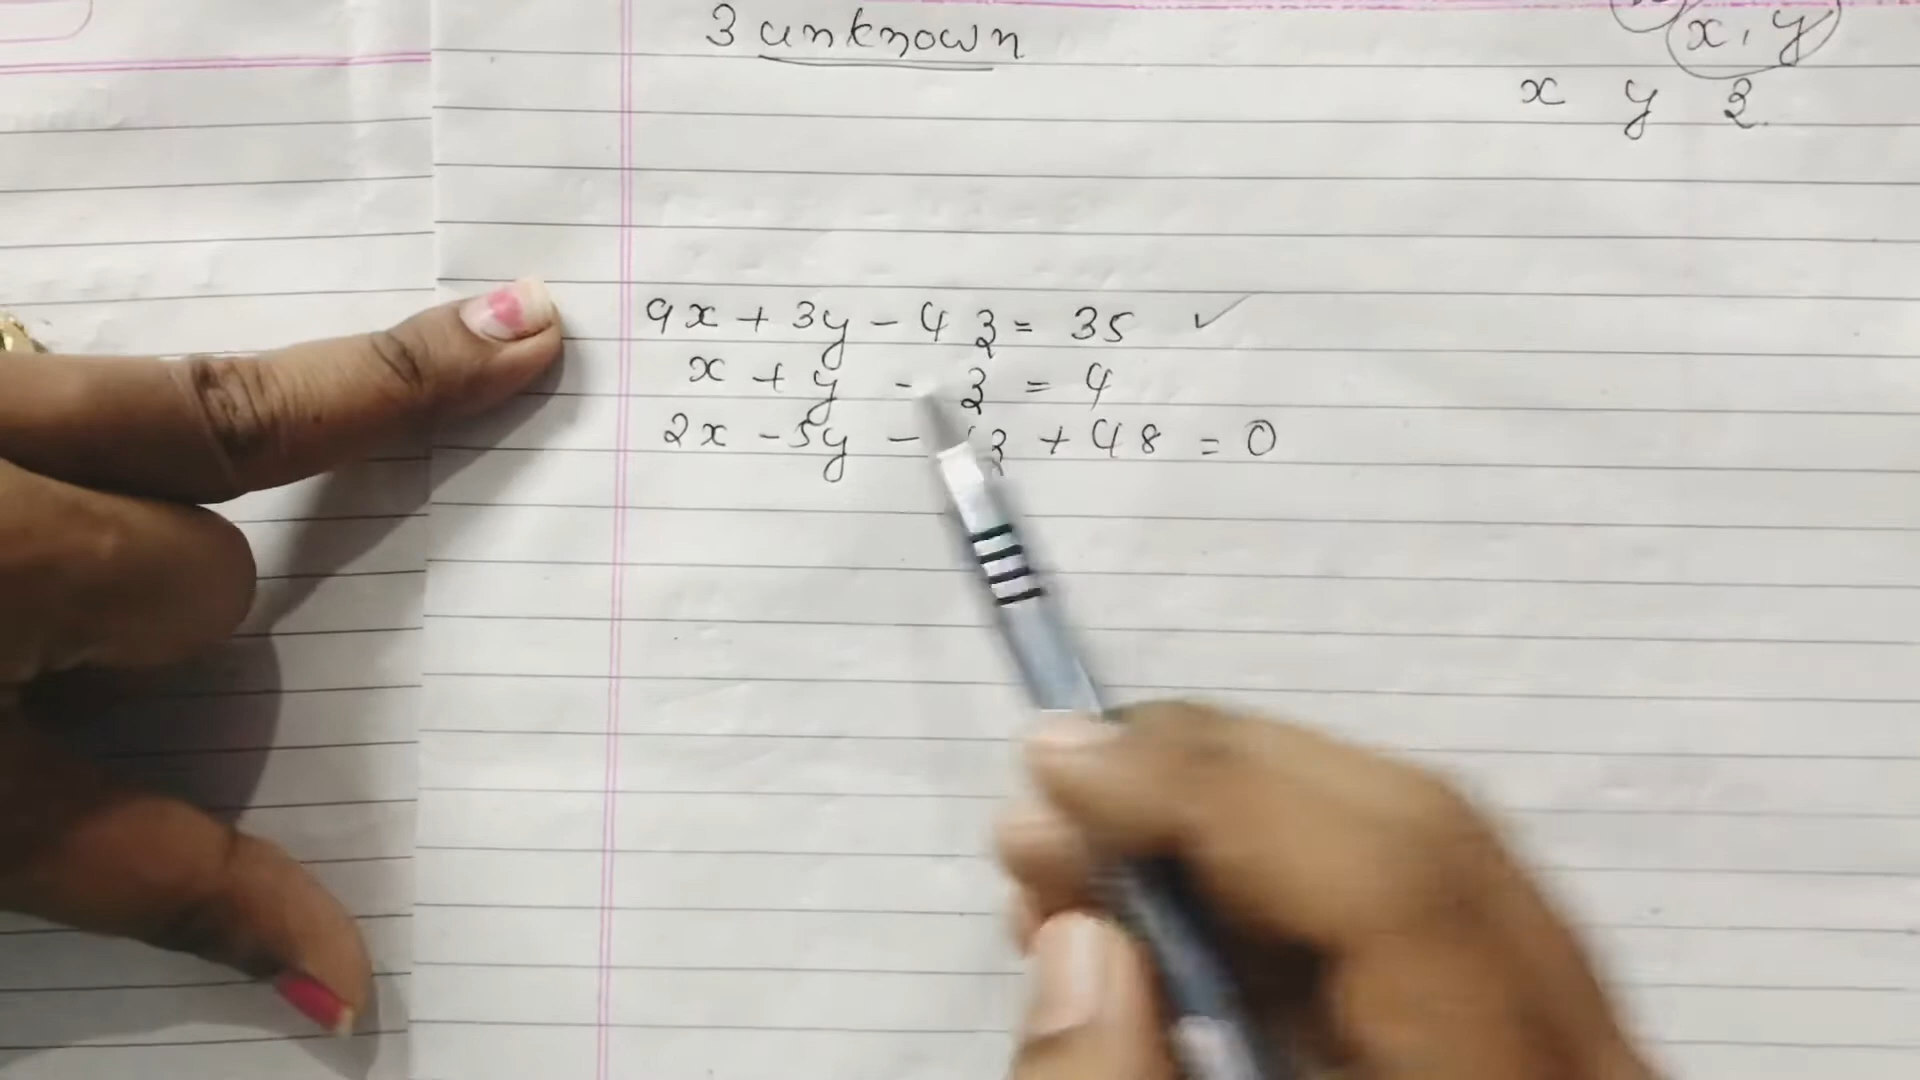 3 unknown
x, y
x y z
9x + 3y - 4z = 35 ✓
x + y - z = 4
2x - 5y - z + 48 = 0